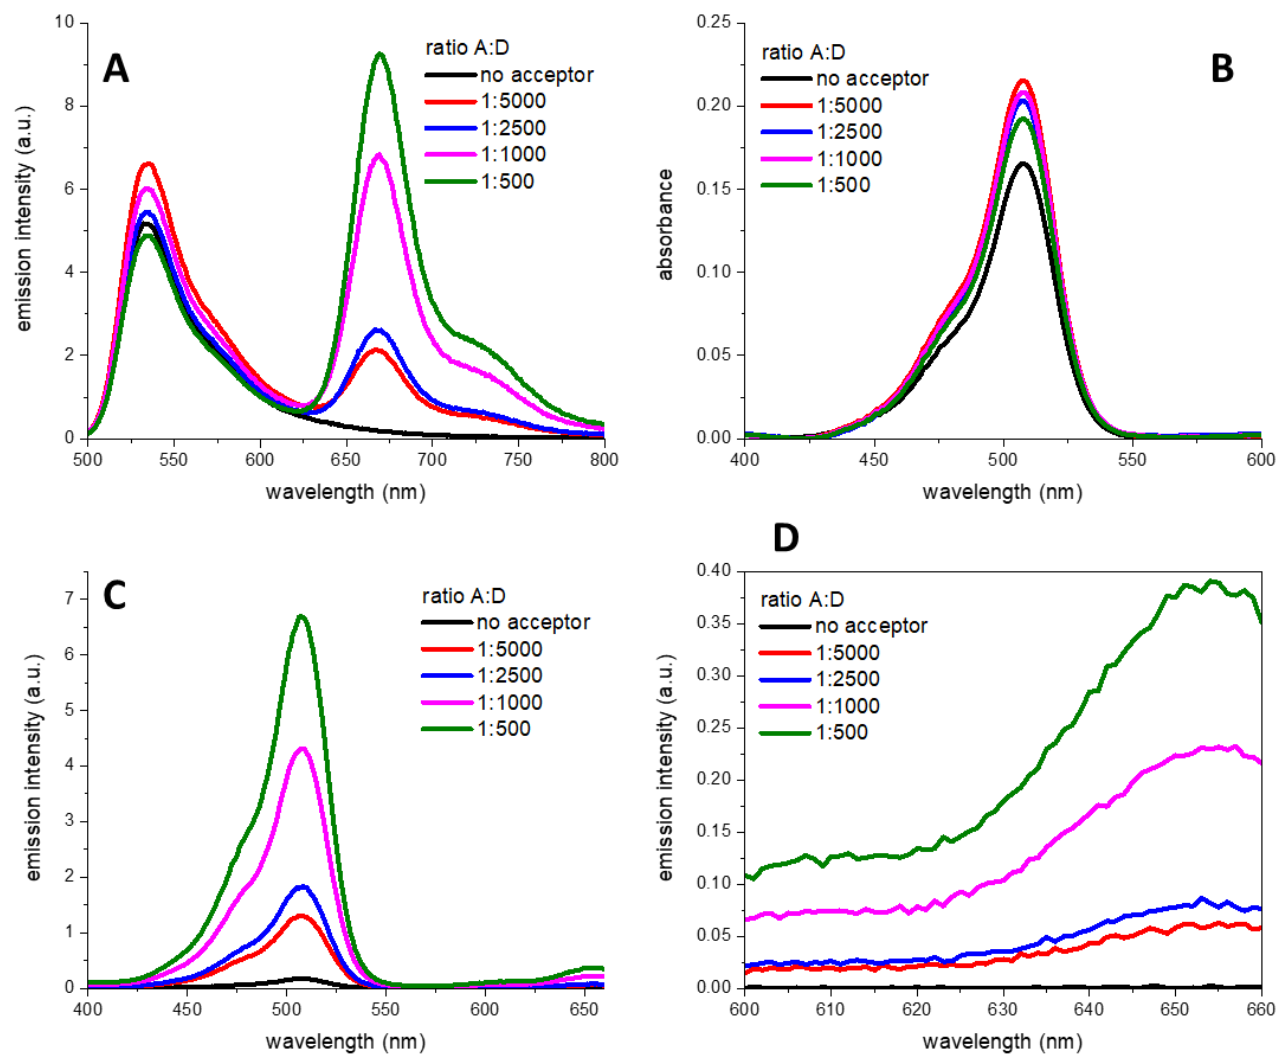 A
ratio A:D
no acceptor
1:5000
1:2500
1:1000
1:500
10
8
6
4
2
0
500 550 600 650 700 750 800
wavelength (nm)
emission intensity (a.u.)
B
ratio A:D
no acceptor
1:5000
1:2500
1:1000
1:500
0.25
0.20
0.15
0.10
0.05
0.00
400 450 500 550 600
wavelength (nm)
absorbance
C
ratio A:D
no acceptor
1:5000
1:2500
1:1000
1:500
7
6
5
4
3
2
1
0
400 450 500 550 600 650
wavelength (nm)
emission intensity (a.u.)
D
ratio A:D
no acceptor
1:5000
1:2500
1:1000
1:500
0.40
0.35
0.30
0.25
0.20
0.15
0.10
0.05
0.00
600 610 620 630 640 650 660
wavelength (nm)
emission intensity (a.u.)